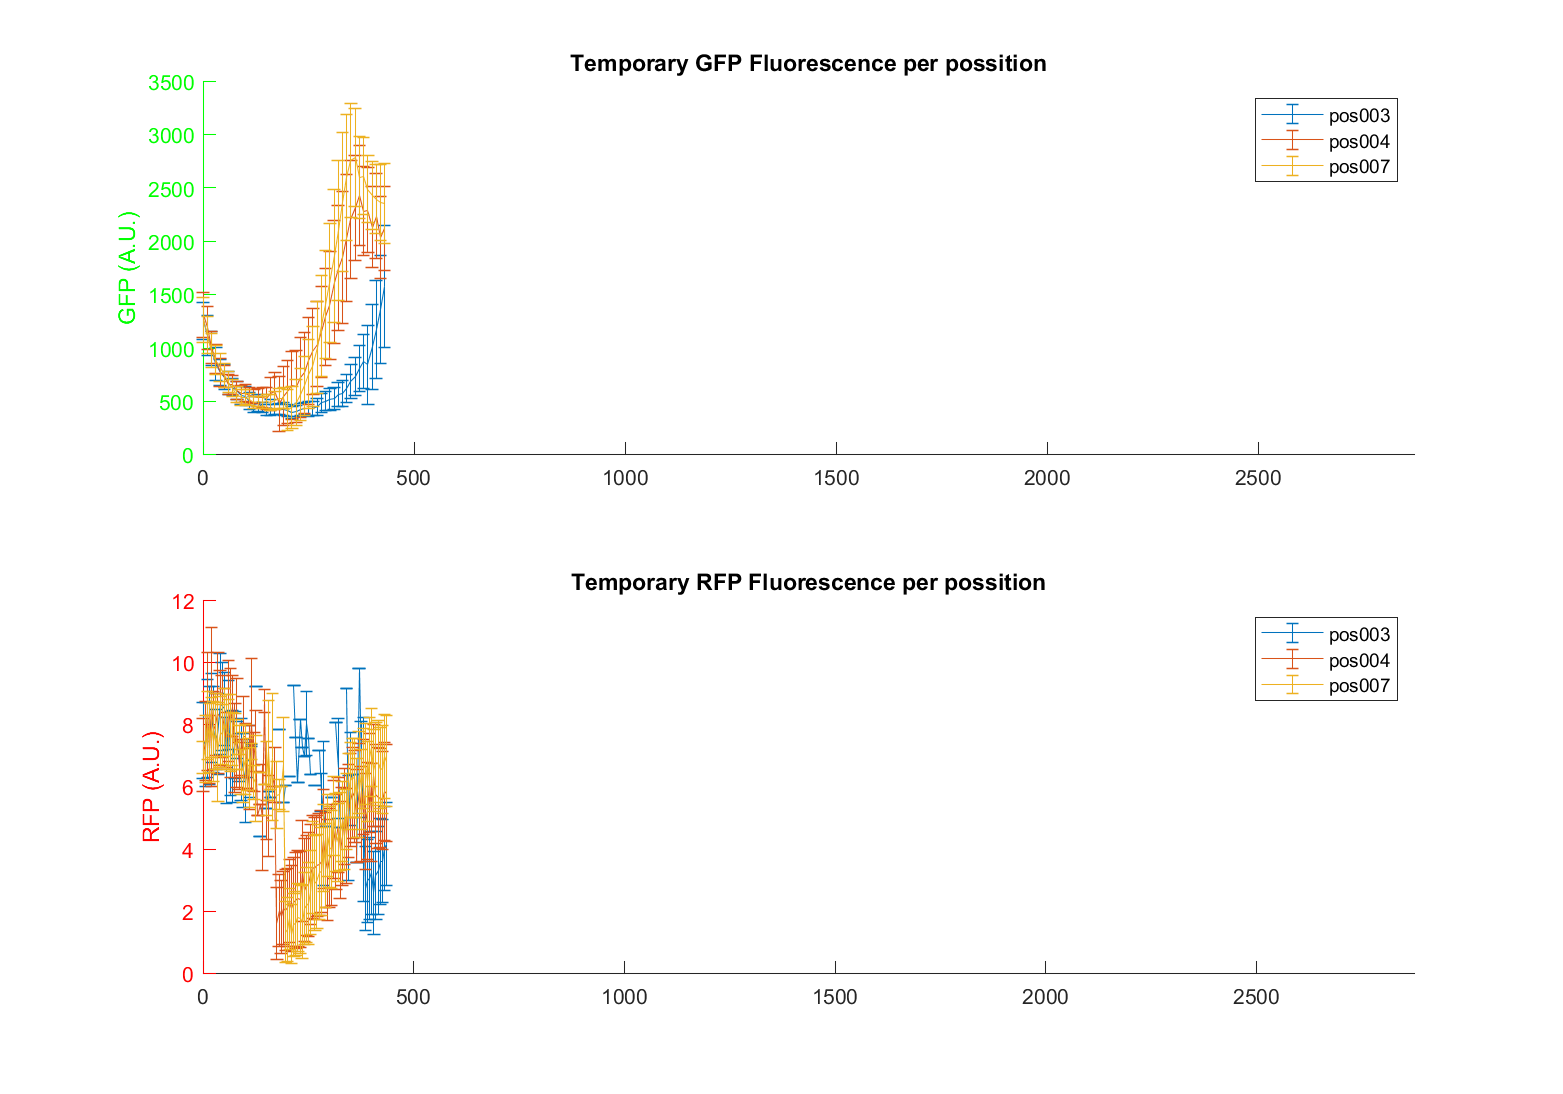 Temporary GFP Fluorescence per possition
GFP (A.U.)
3500
3000
2500
2000
1500
1000
500
0
0 500 1000 1500 2000 2500
pos003
pos004
pos007
Temporary RFP Fluorescence per possition
RFP (A.U.)
12
10
8
6
4
2
0
0 500 1000 1500 2000 2500
pos003
pos004
pos007